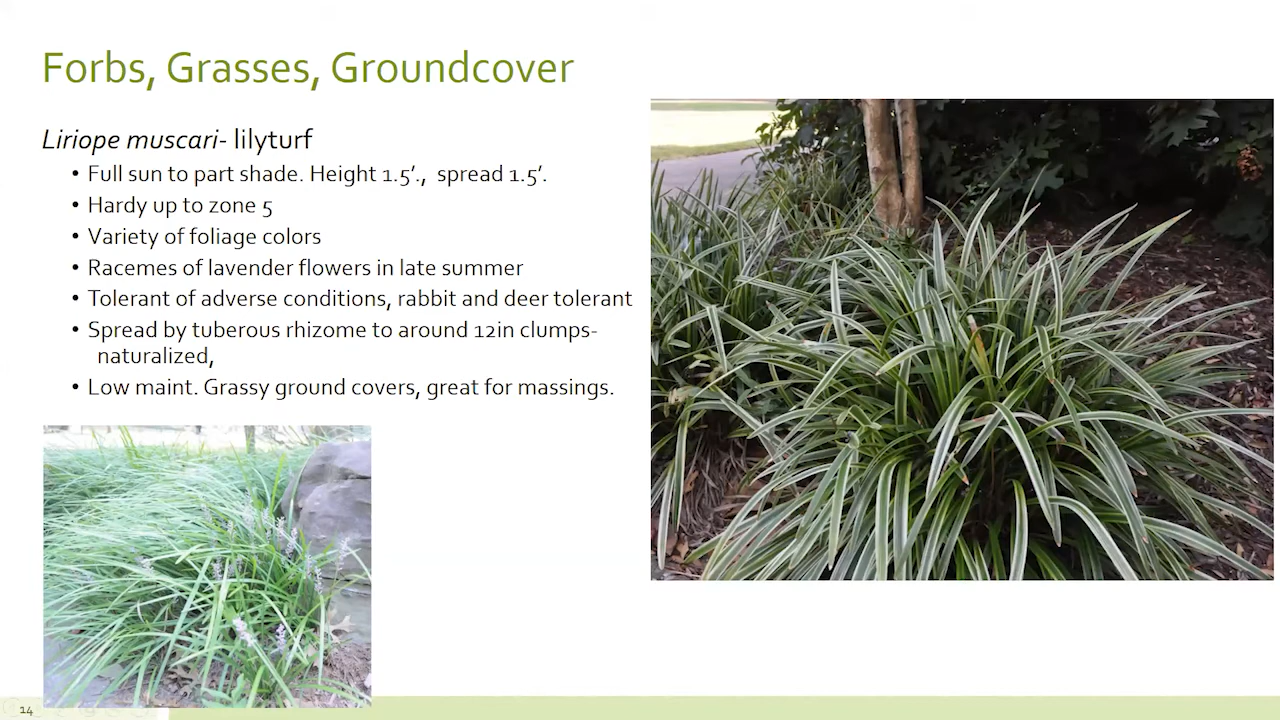 Forbs, Grasses, Groundcover
Liriope muscari- lilyturf
• Full sun to part shade. Height 1.5’., spread 1.5’.
• Hardy up to zone 5
• Variety of foliage colors
• Racemes of lavender flowers in late summer
• Tolerant of adverse conditions, rabbit and deer tolerant
• Spread by tuberous rhizome to around 12in clumps-
naturalized,
• Low maint. Grassy ground covers, great for massings.
14